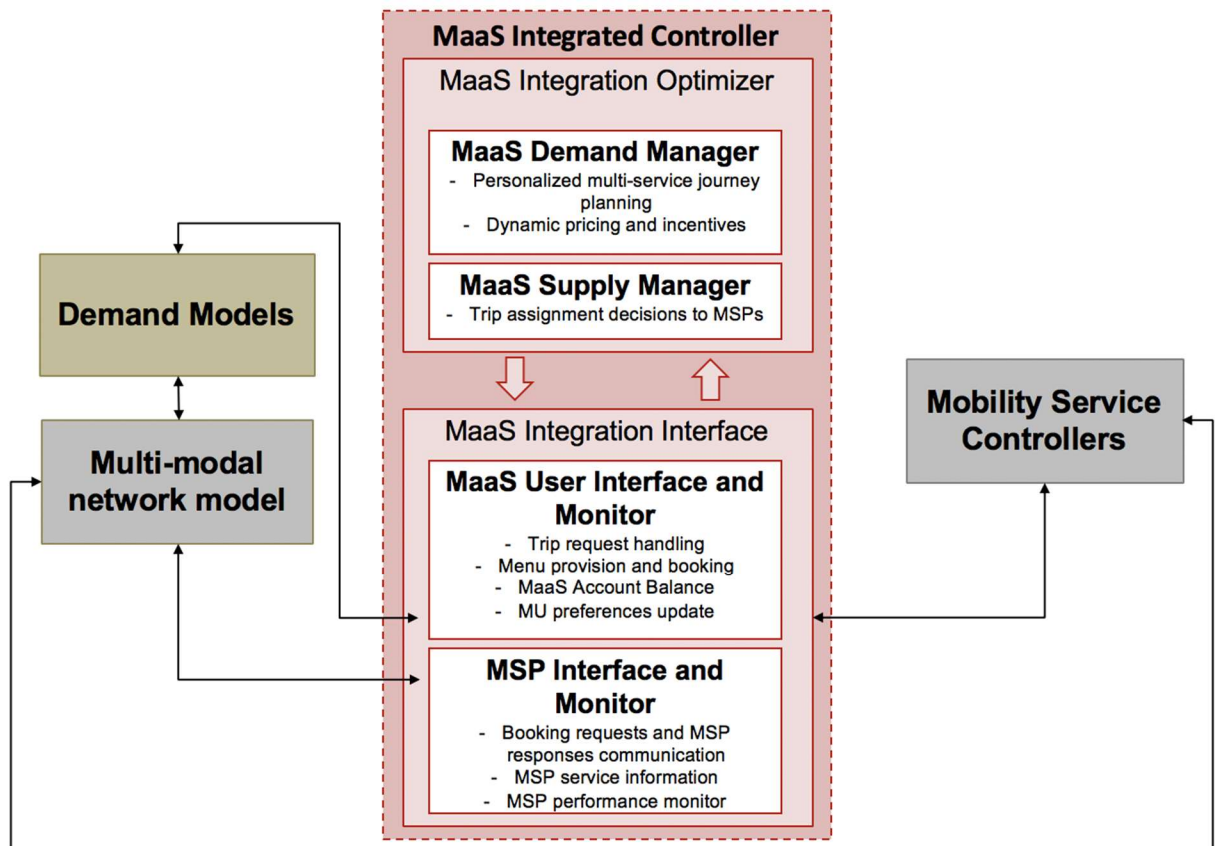 MaaS Integrated Controller
MaaS Integration Optimizer
MaaS Demand Manager
- Personalized multi-service journey
planning
- Dynamic pricing and incentives
MaaS Supply Manager
- Trip assignment decisions to MSPs
Demand Models
Multi-modal
network model
MaaS Integration Interface
MaaS User Interface and
Monitor
- Trip request handling
- Menu provision and booking
- MaaS Account Balance
- MU preferences update
MSP Interface and
Monitor
- Booking requests and MSP
responses communication
- MSP service information
- MSP performance monitor
Mobility Service
Controllers